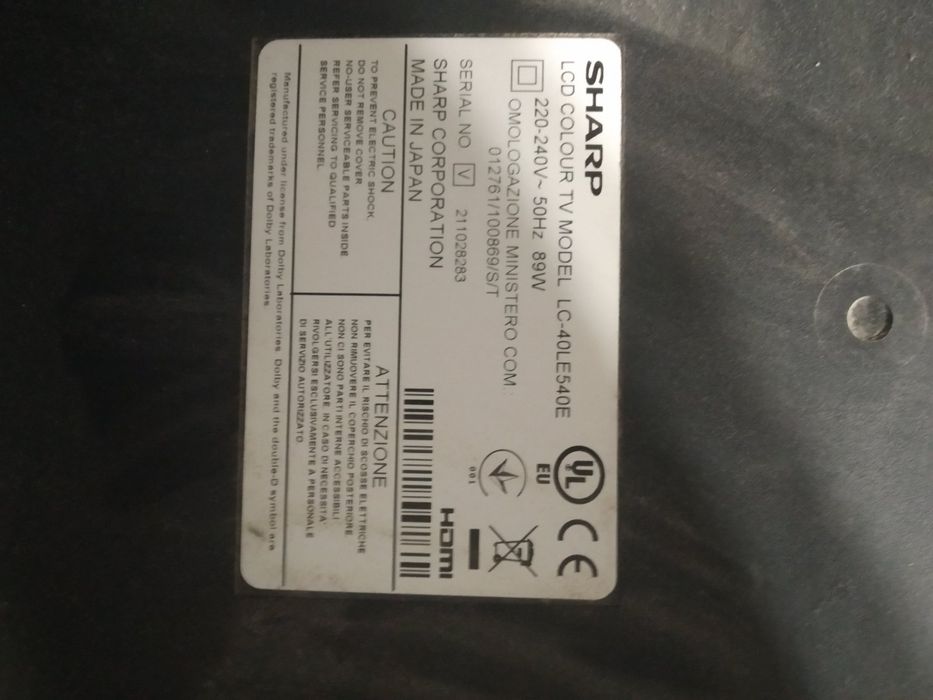 SHARP
LCD COLOUR TV MODEL LC-40LE540E
220-240V~ 50Hz 89W
OMOLOGAZIONE MINISTERO COM.:
012761/100869/S/T
SERIAL NO V 211028283
SHARP CORPORATION
MADE IN JAPAN
UL
EU
CE
001
HDMI
CAUTION
TO PREVENT ELECTRIC SHOCK,
DO NOT REMOVE COVER.
NO-USER SERVICEABLE PARTS INSIDE.
REFER SERVICING TO QUALIFIED
SERVICE PERSONNEL.
ATTENZIONE
PER EVITARE IL RISCHIO DI SCOSSE ELETTRICHE
NON RIMUOVERE IL COPERCHIO POSTERIORE.
NON CI SONO PARTI INTERNE ACCESSIBILI
ALL'UTILIZZATORE. IN CASO DI NECESSITA'
RIVOLGERSI ESCLUSIVAMENTE A PERSONALE
DI SERVIZIO AUTORIZZATO.
Manufactured under license from Dolby Laboratories. Dolby and the double-D symbol are
registered trademarks of Dolby Laboratories.